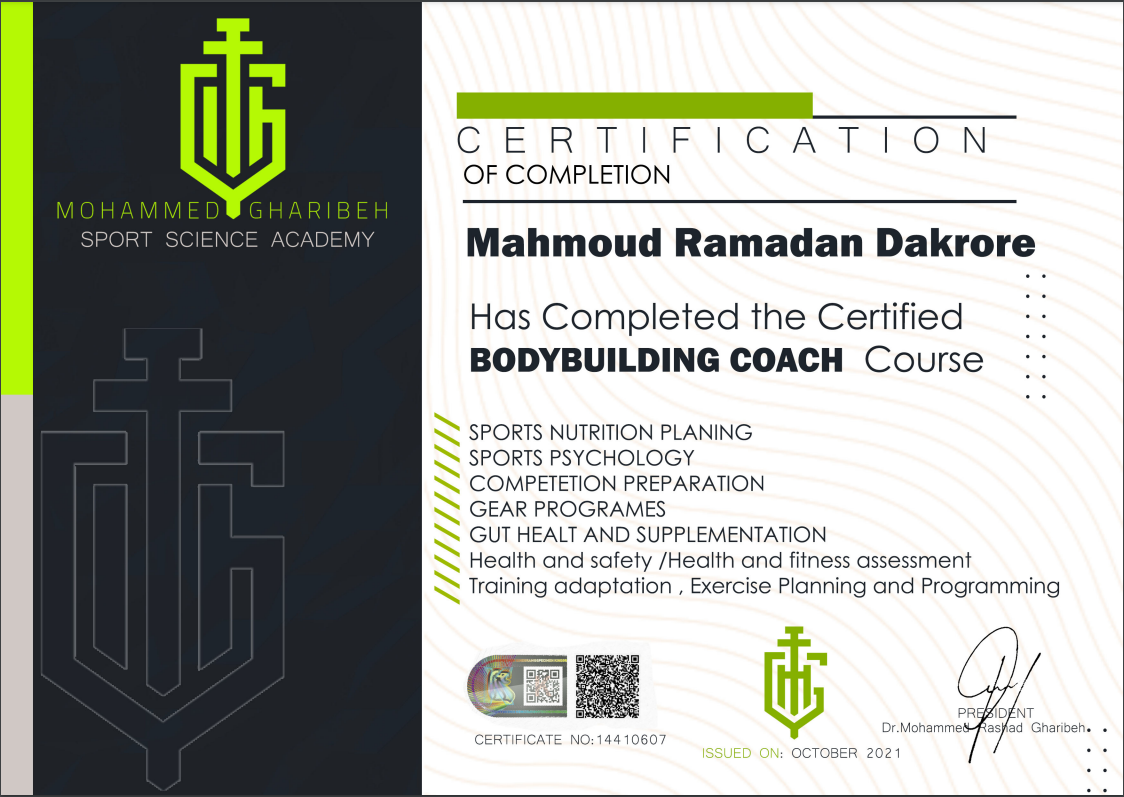 MOHAMMED GHARIBEH
SPORT SCIENCE ACADEMY
CERTIFICATION
OF COMPLETION
Mahmoud Ramadan Dakrore
Has Completed the Certified
BODYBUILDING COACH Course
SPORTS NUTRITION PLANING
SPORTS PSYCHOLOGY
COMPETETION PREPARATION
GEAR PROGRAMES
GUT HEALT AND SUPPLEMENTATION
Health and safety /Health and fitness assessment
Training adaptation , Exercise Planning and Programming
CERTIFICATE NO:14410607
ISSUED ON: OCTOBER 2021
PRESIDENT
Dr.Mohammed Rashad Gharibeh